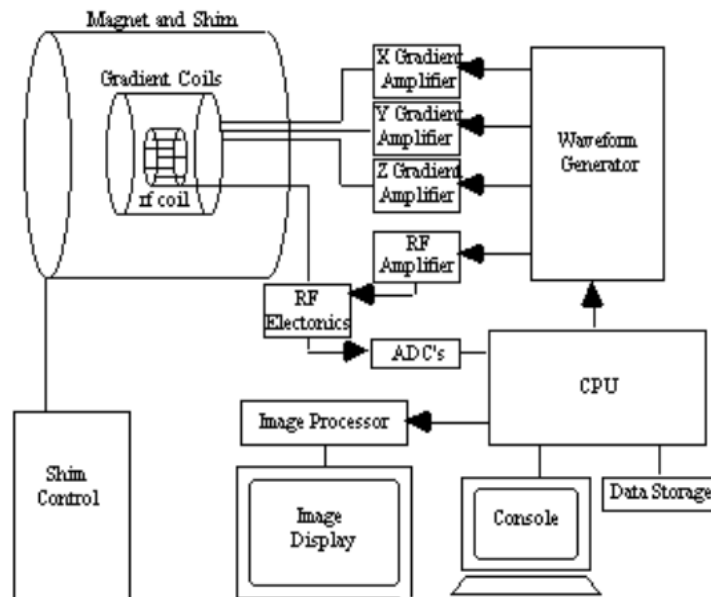 Magnet and Shim
Gradient Coils
rf coil
X Gradient
Amplifier
Y Gradient
Amplifier
Z Gradient
Amplifier
Waveform
Generator
RF
Amplifier
RF
Electonics
ADC's
CPU
Image Processor
Shim
Control
Image
Display
Console
Data Storage